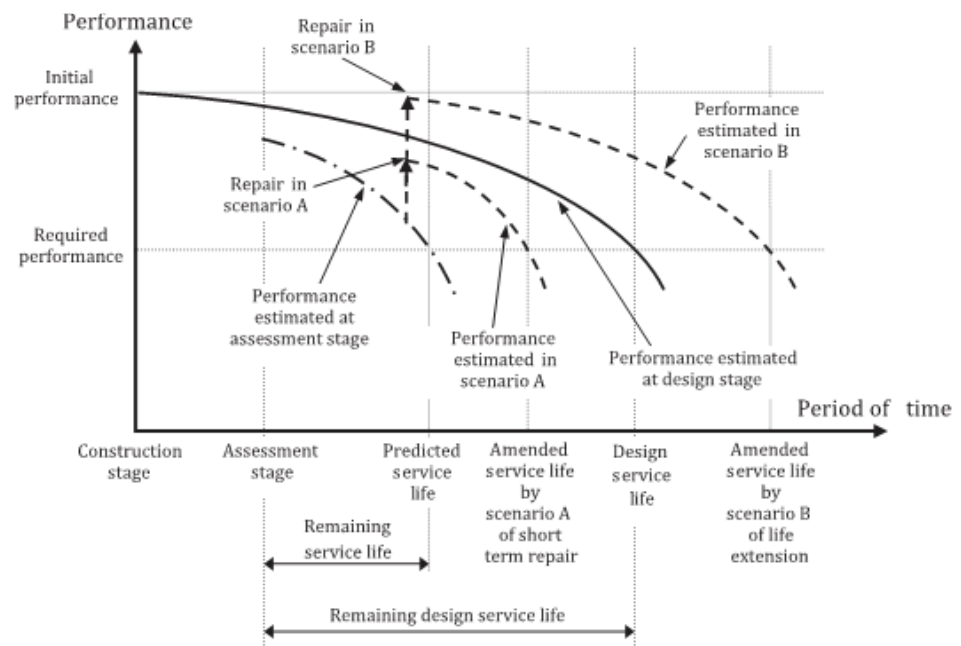 Performance
Repair in
scenario B
Initial
performance
Performance
estimated in
scenario B
Repair in
scenario A
Required
performance
Performance
estimated at
assessment stage
Performance
estimated in
scenario A
Performance estimated
at design stage
Period of time
Construction
stage
Assessment
stage
Predicted
service
life
Amended
service life
by
scenario A
of short
term repair
Design
service
life
Amended
service life
by
scenario B
of life
extension
Remaining
service life
Remaining design service life